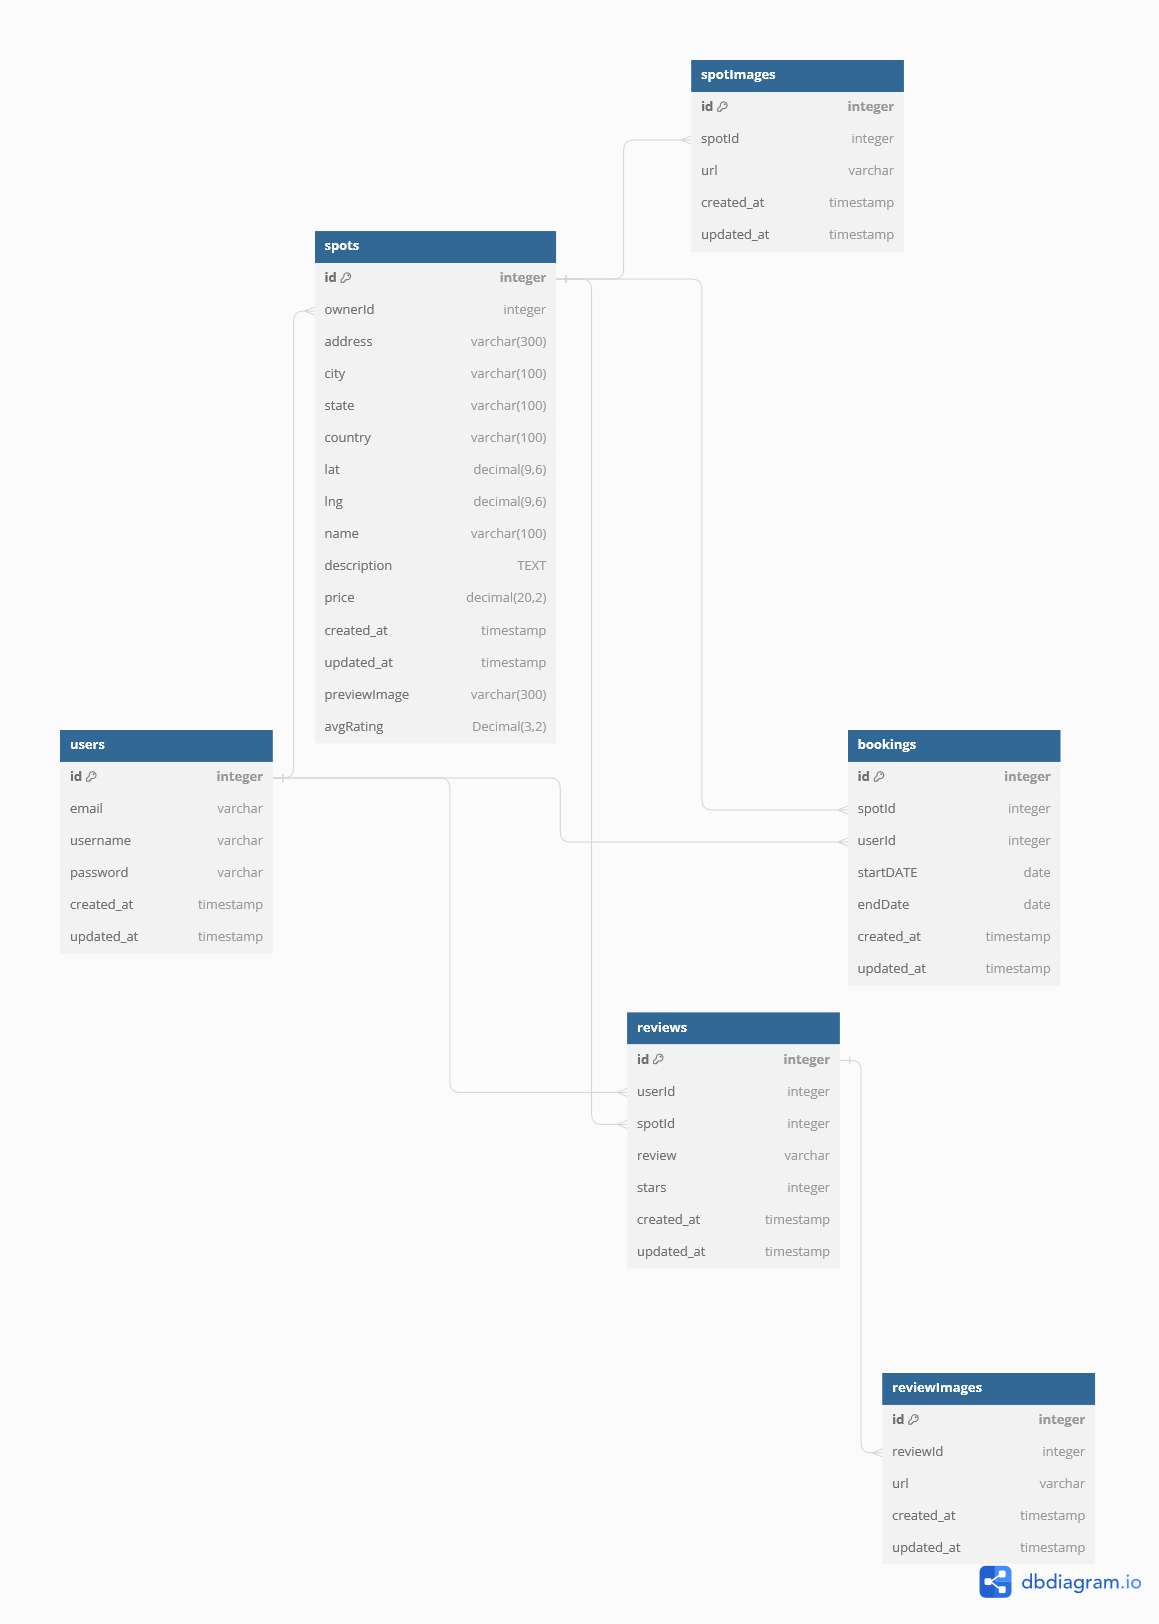 spotImages
id integer
spotId integer
url varchar
created_at timestamp
updated_at timestamp
spots
id integer
ownerId integer
address varchar(300)
city varchar(100)
state varchar(100)
country varchar(100)
lat decimal(9,6)
lng decimal(9,6)
name varchar(100)
description TEXT
price decimal(20,2)
created_at timestamp
updated_at timestamp
previewImage varchar(300)
avgRating Decimal(3,2)
users
id integer
email varchar
username varchar
password varchar
created_at timestamp
updated_at timestamp
bookings
id integer
spotId integer
userId integer
startDATE date
endDate date
created_at timestamp
updated_at timestamp
reviews
id integer
userId integer
spotId integer
review varchar
stars integer
created_at timestamp
updated_at timestamp
reviewImages
id integer
reviewId integer
url varchar
created_at timestamp
updated_at timestamp
dbdiagram.io